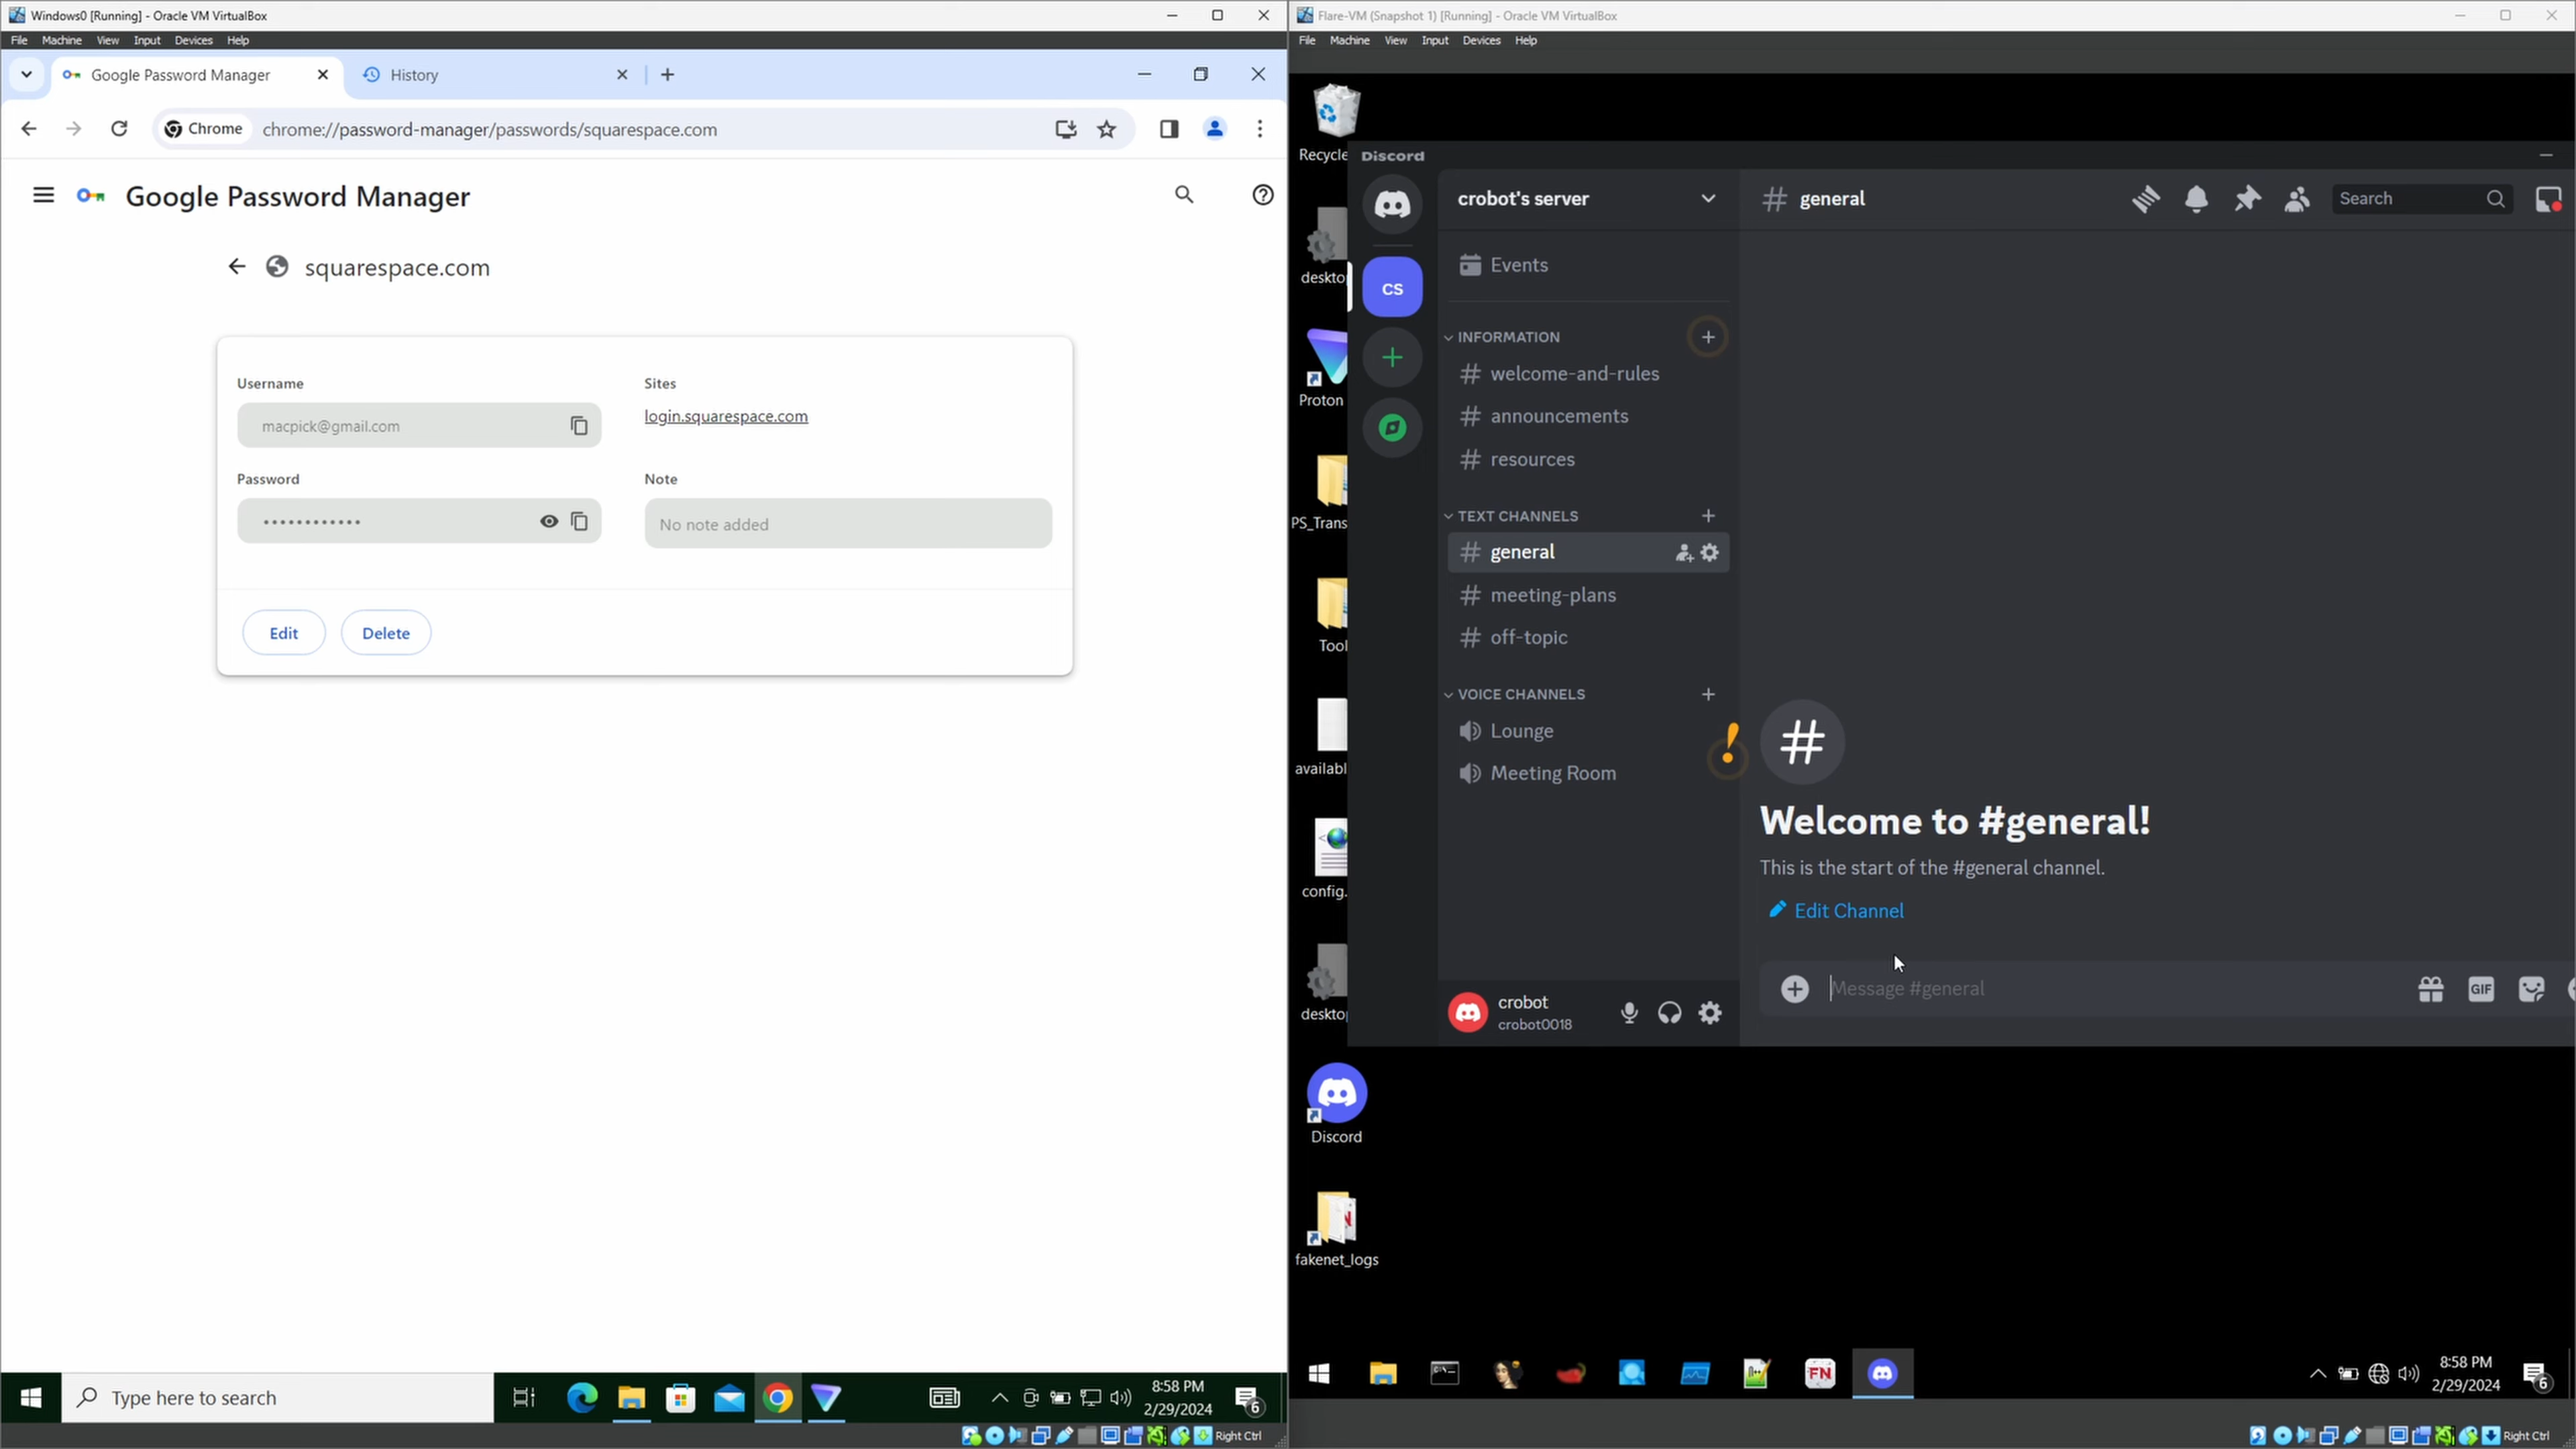 Windows0 [Running] - Oracle VM VirtualBox
File Machine View Input Devices Help
Google Password Manager
History
Chrome
chrome://password-manager/passwords/squarespace.com
Google Password Manager
squarespace.com
Username
Sites
macpick@gmail.com
login.squarespace.com
Password
Note
••••••••••••
No note added
Edit
Delete
Type here to search
8:58 PM
2/29/2024
6
Right Ctrl
Flare-VM (Snapshot 1) [Running] - Oracle VM VirtualBox
File Machine View Input Devices Help
Recycle
deskto
Proton
PS_Trans
Tool
availabl
config.
deskto
Discord
fakenet_logs
Discord
CS
crobot's server
Events
INFORMATION
# welcome-and-rules
# announcements
# resources
TEXT CHANNELS
# general
# meeting-plans
# off-topic
VOICE CHANNELS
Lounge
Meeting Room
crobot
crobot0018
# general
Search
#
Welcome to #general!
This is the start of the #general channel.
Edit Channel
Message #general
GIF
FN
8:58 PM
2/29/2024
6
Right Ctrl